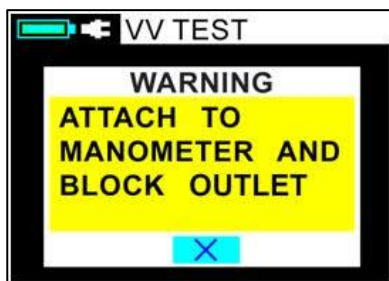 VV TEST
WARNING
ATTACH TO
MANOMETER AND
BLOCK OUTLET